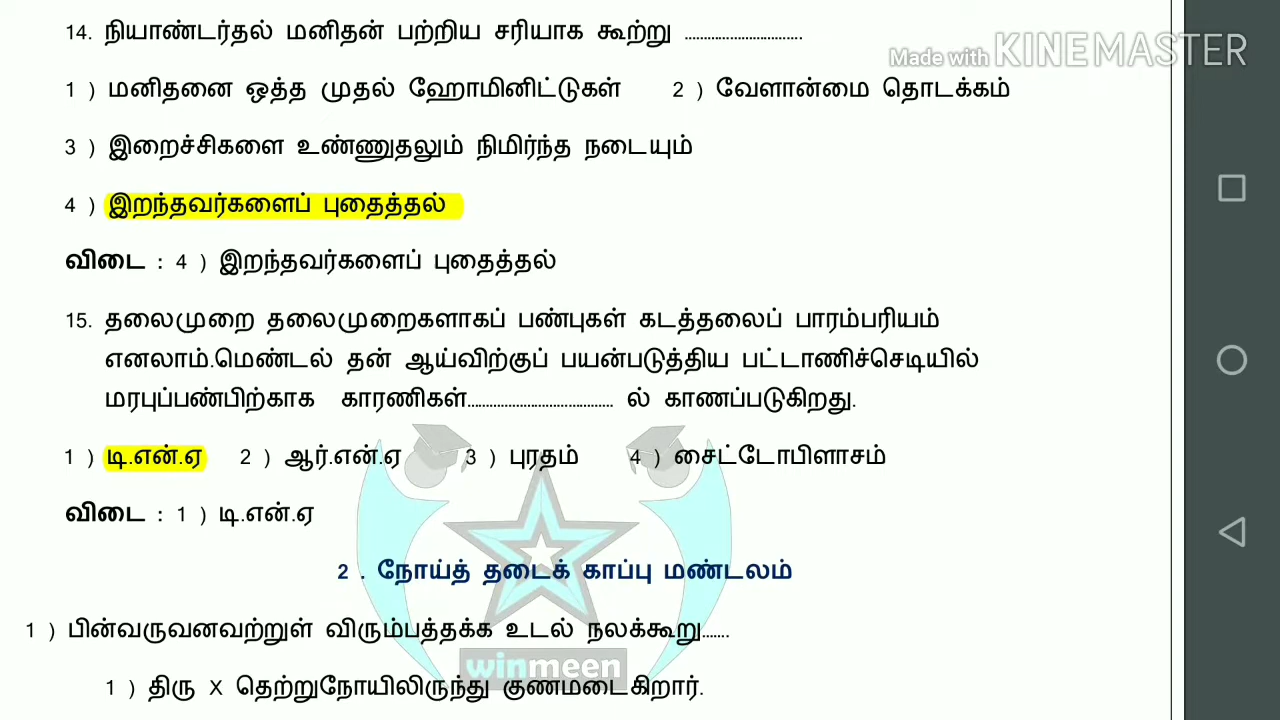 14. நியாண்டர்தல் மனிதன் பற்றிய சரியாக கூற்று ................................
Made with KINEMASTER
1 ) மனிதனை ஒத்த முதல் ஹோமினிட்டுகள் 2 ) வேளான்மை தொடக்கம்
3 ) இறைச்சிகளை உண்ணுதலும் நிமிர்ந்த நடையும்
4 ) இறந்தவர்களைப் புதைத்தல்
விடை : 4 ) இறந்தவர்களைப் புதைத்தல்
15. தலைமுறை தலைமுறைகளாகப் பண்புகள் கடத்தலைப் பாரம்பரியம்
எனலாம்.மெண்டல் தன் ஆய்விற்குப் பயன்படுத்திய பட்டாணிச்செடியில்
மரபுப்பண்பிற்காக காரணிகள்....................................... ல் காணப்படுகிறது.
1 ) டி.என்.ஏ 2 ) ஆர்.என்.ஏ 3 ) புரதம் 4 ) சைட்டோபிளாசம்
விடை : 1 ) டி.என்.ஏ
2 . நோய்த் தடைக் காப்பு மண்டலம்
1 ) பின்வருவனவற்றுள் விரும்பத்தக்க உடல் நலக்கூறு.......
winmeen
1 ) திரு X தெற்றுநோயிலிருந்து குணமடைகிறார்.